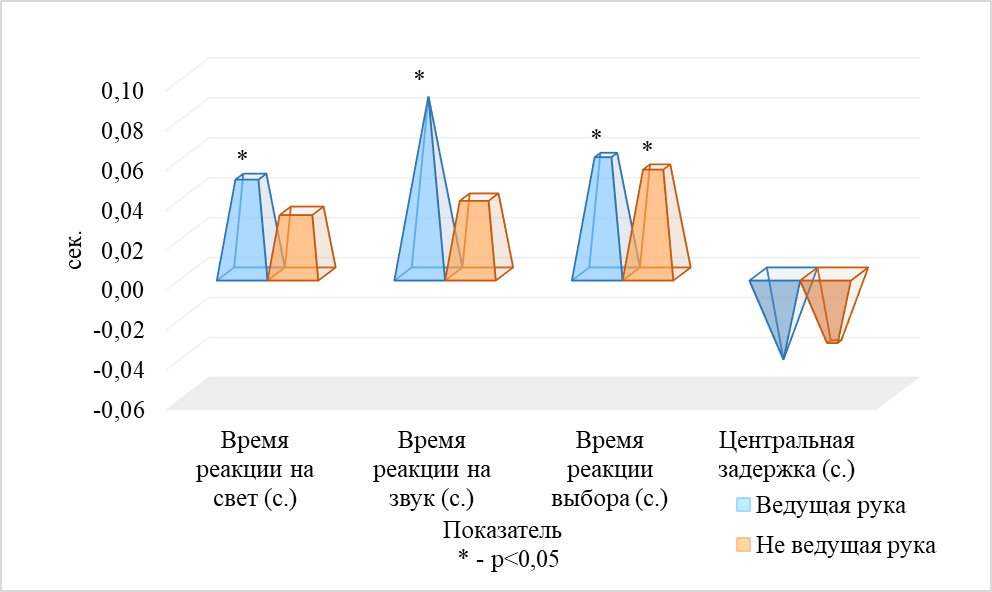 *
*
*
*
0,10
0,08
0,06
0,04
0,02
0,00
-0,02
-0,04
-0,06
сек.
Время
реакции на
свет (с.)
Время
реакции на
звук (с.)
Время
реакции
выбора (с.)
Центральная
задержка (с.)
Показатель
* - p<0,05
Ведущая рука
Не ведущая рука